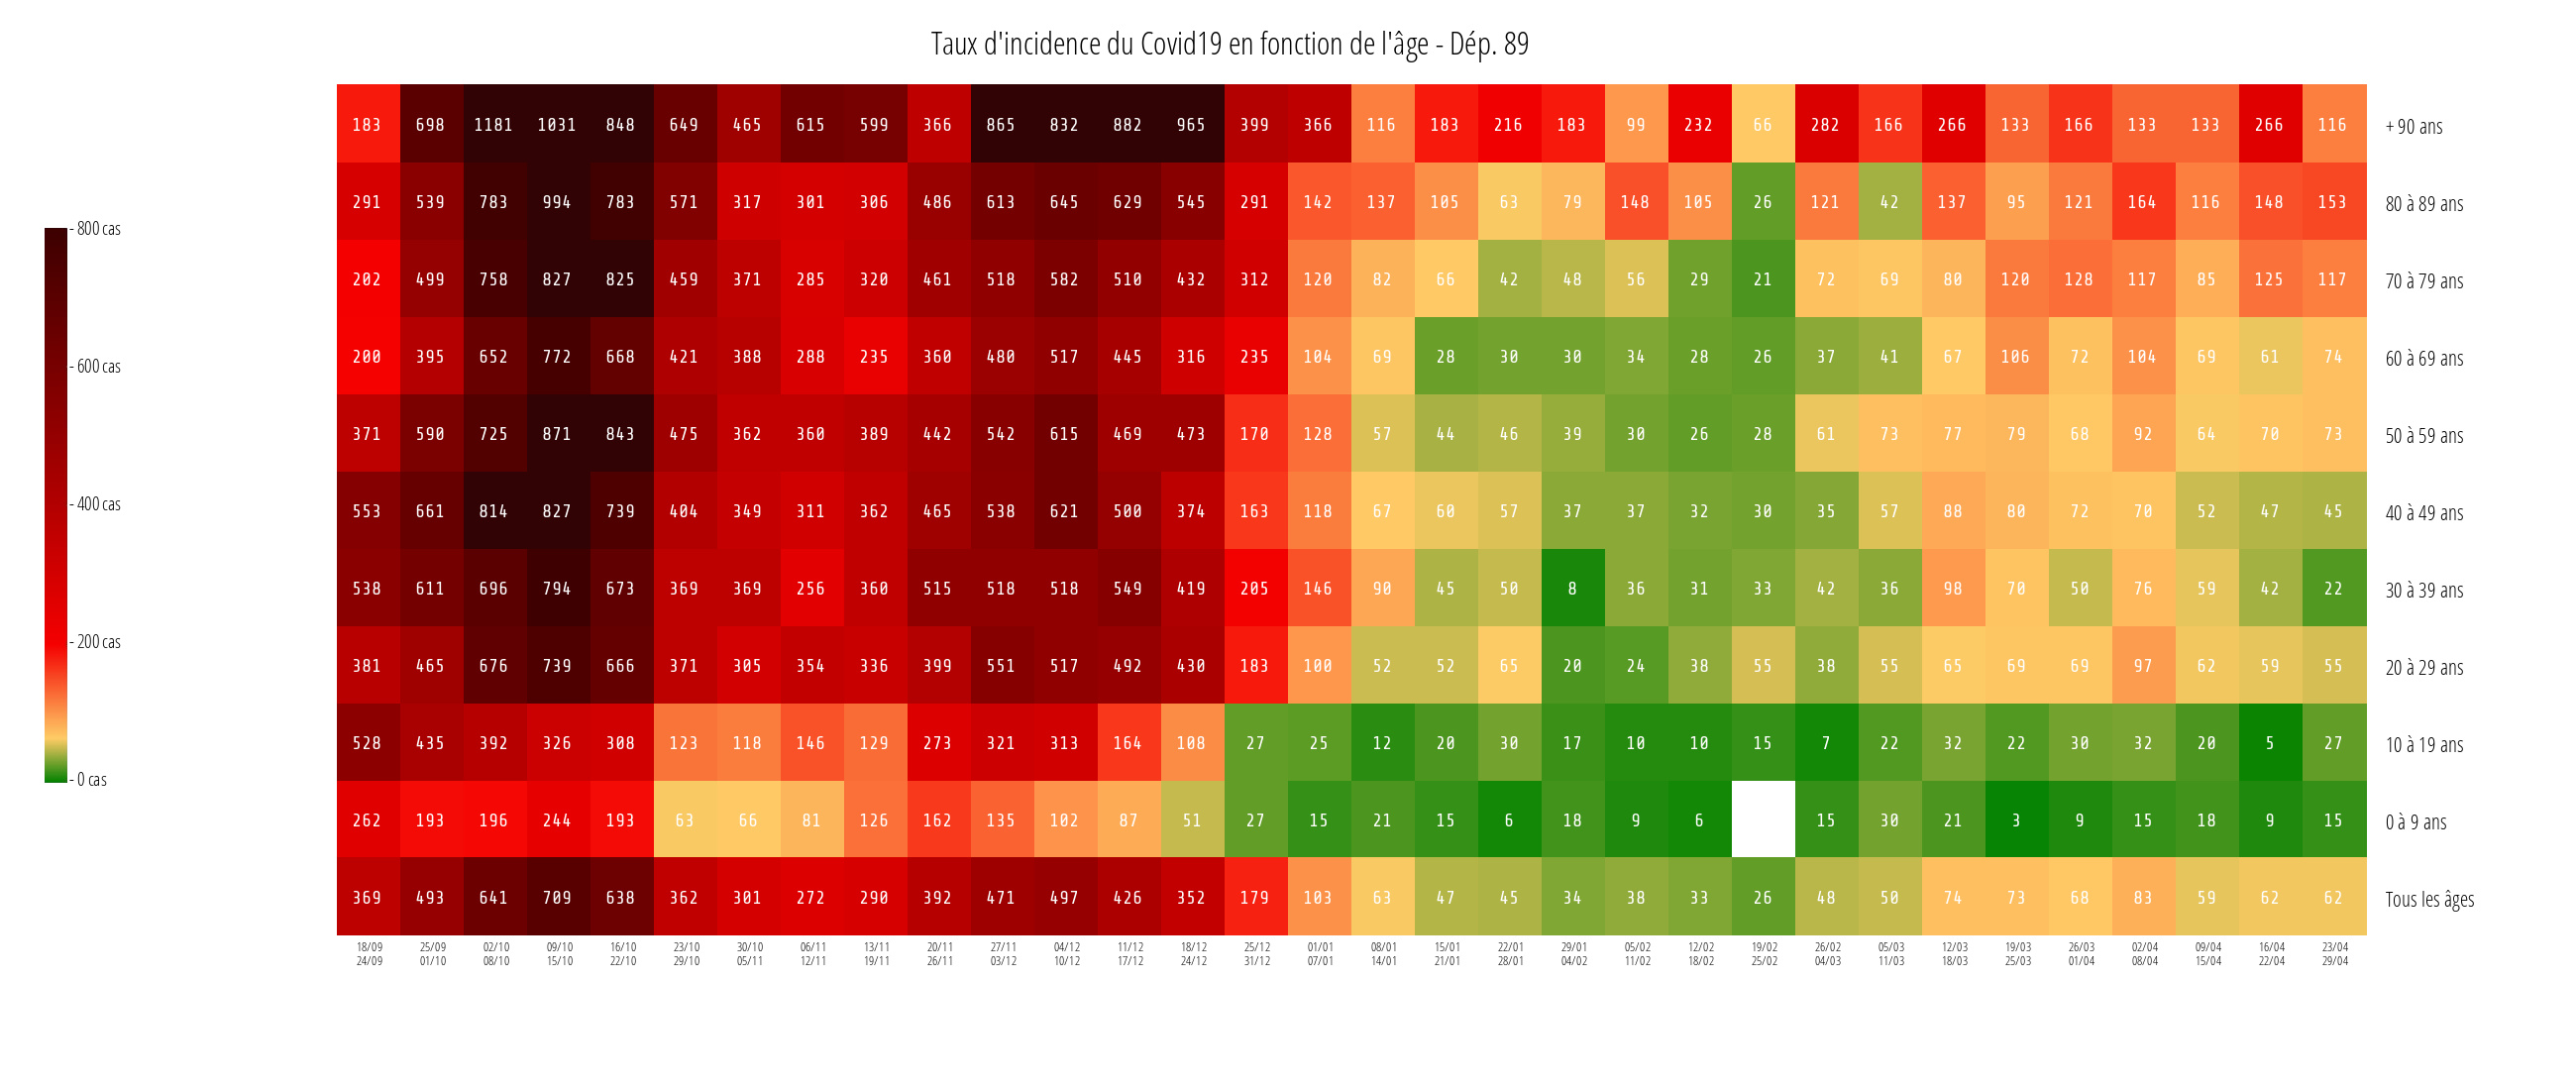 Taux d'incidence du Covid19 en fonction de l'âge - Dép. 89
- 800 cas
- 600 cas
- 400 cas
- 200 cas
- 0 cas
183 698 1181 1031 848 649 465 615 599 366 865 832 882 965 399 366 116 183 216 183 99 232 66 282 166 266 133 166 133 133 266 116 + 90 ans
291 539 783 994 783 571 317 301 306 486 613 645 629 545 291 142 137 105 63 79 148 105 26 121 42 137 95 121 164 116 148 153 80 à 89 ans
202 499 758 827 825 459 371 285 320 461 518 582 510 432 312 120 82 66 42 48 56 29 21 72 69 80 120 128 117 85 125 117 70 à 79 ans
200 395 652 772 668 421 388 288 235 360 480 517 445 316 235 104 69 28 30 30 34 28 26 37 41 67 106 72 104 69 61 74 60 à 69 ans
371 590 725 871 843 475 362 360 389 442 542 615 469 473 170 128 57 44 46 39 30 26 28 61 73 77 79 68 92 64 70 73 50 à 59 ans
553 661 814 827 739 404 349 311 362 465 538 621 500 374 163 118 67 60 57 37 37 32 30 35 57 88 80 72 70 52 47 45 40 à 49 ans
538 611 696 794 673 369 369 256 360 515 518 518 549 419 205 146 90 45 50 8 36 31 33 42 36 98 70 50 76 59 42 22 30 à 39 ans
381 465 676 739 666 371 305 354 336 399 551 517 492 430 183 100 52 52 65 20 24 38 55 38 55 65 69 69 97 62 59 55 20 à 29 ans
528 435 392 326 308 123 118 146 129 273 321 313 164 108 27 25 12 20 30 17 10 10 15 7 22 32 22 30 32 20 5 27 10 à 19 ans
262 193 196 244 193 63 66 81 126 162 135 102 87 51 27 15 21 15 6 18 9 6 15 30 21 3 9 15 18 9 15 0 à 9 ans
369 493 641 709 638 362 301 272 290 392 471 497 426 352 179 103 63 47 45 34 38 33 26 48 50 74 73 68 83 59 62 62 Tous les âges
18/09 25/09 02/10 09/10 16/10 23/10 30/10 06/11 13/11 20/11 27/11 04/12 11/12 18/12 25/12 01/01 08/01 15/01 22/01 29/01 05/02 12/02 19/02 26/02 05/03 12/03 19/03 26/03 02/04 09/04 16/04 23/04
24/09 01/10 08/10 15/10 22/10 29/10 05/11 12/11 19/11 26/11 03/12 10/12 17/12 24/12 31/12 07/01 14/01 21/01 28/01 04/02 11/02 18/02 25/02 04/03 11/03 18/03 25/03 01/04 08/04 15/04 22/04 29/04